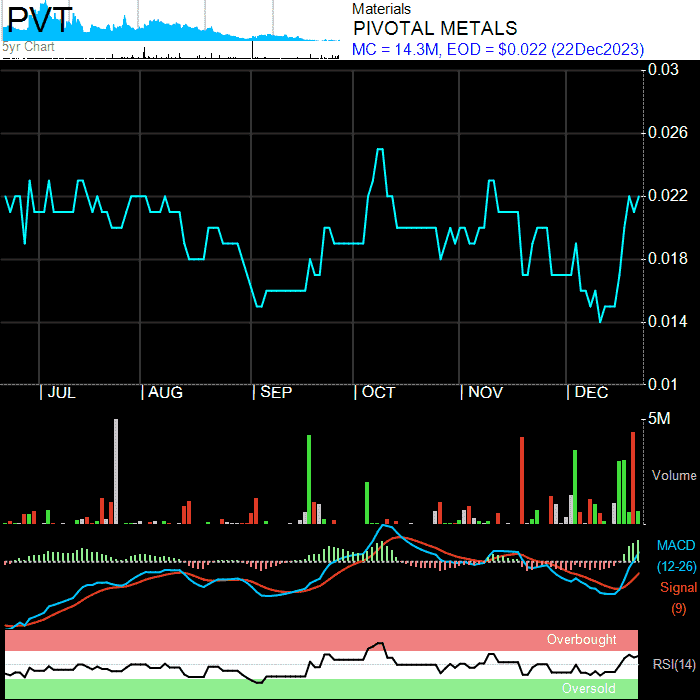 PVT
5yr Chart
Materials
PIVOTAL METALS
MC = 14.3M, EOD = $0.022 (22Dec2023)
0.03
0.026
0.022
0.018
0.014
0.01
JUL AUG SEP OCT NOV DEC
5M
Volume
MACD
(12-26)
Signal
(9)
Overbought
RSI(14)
Oversold